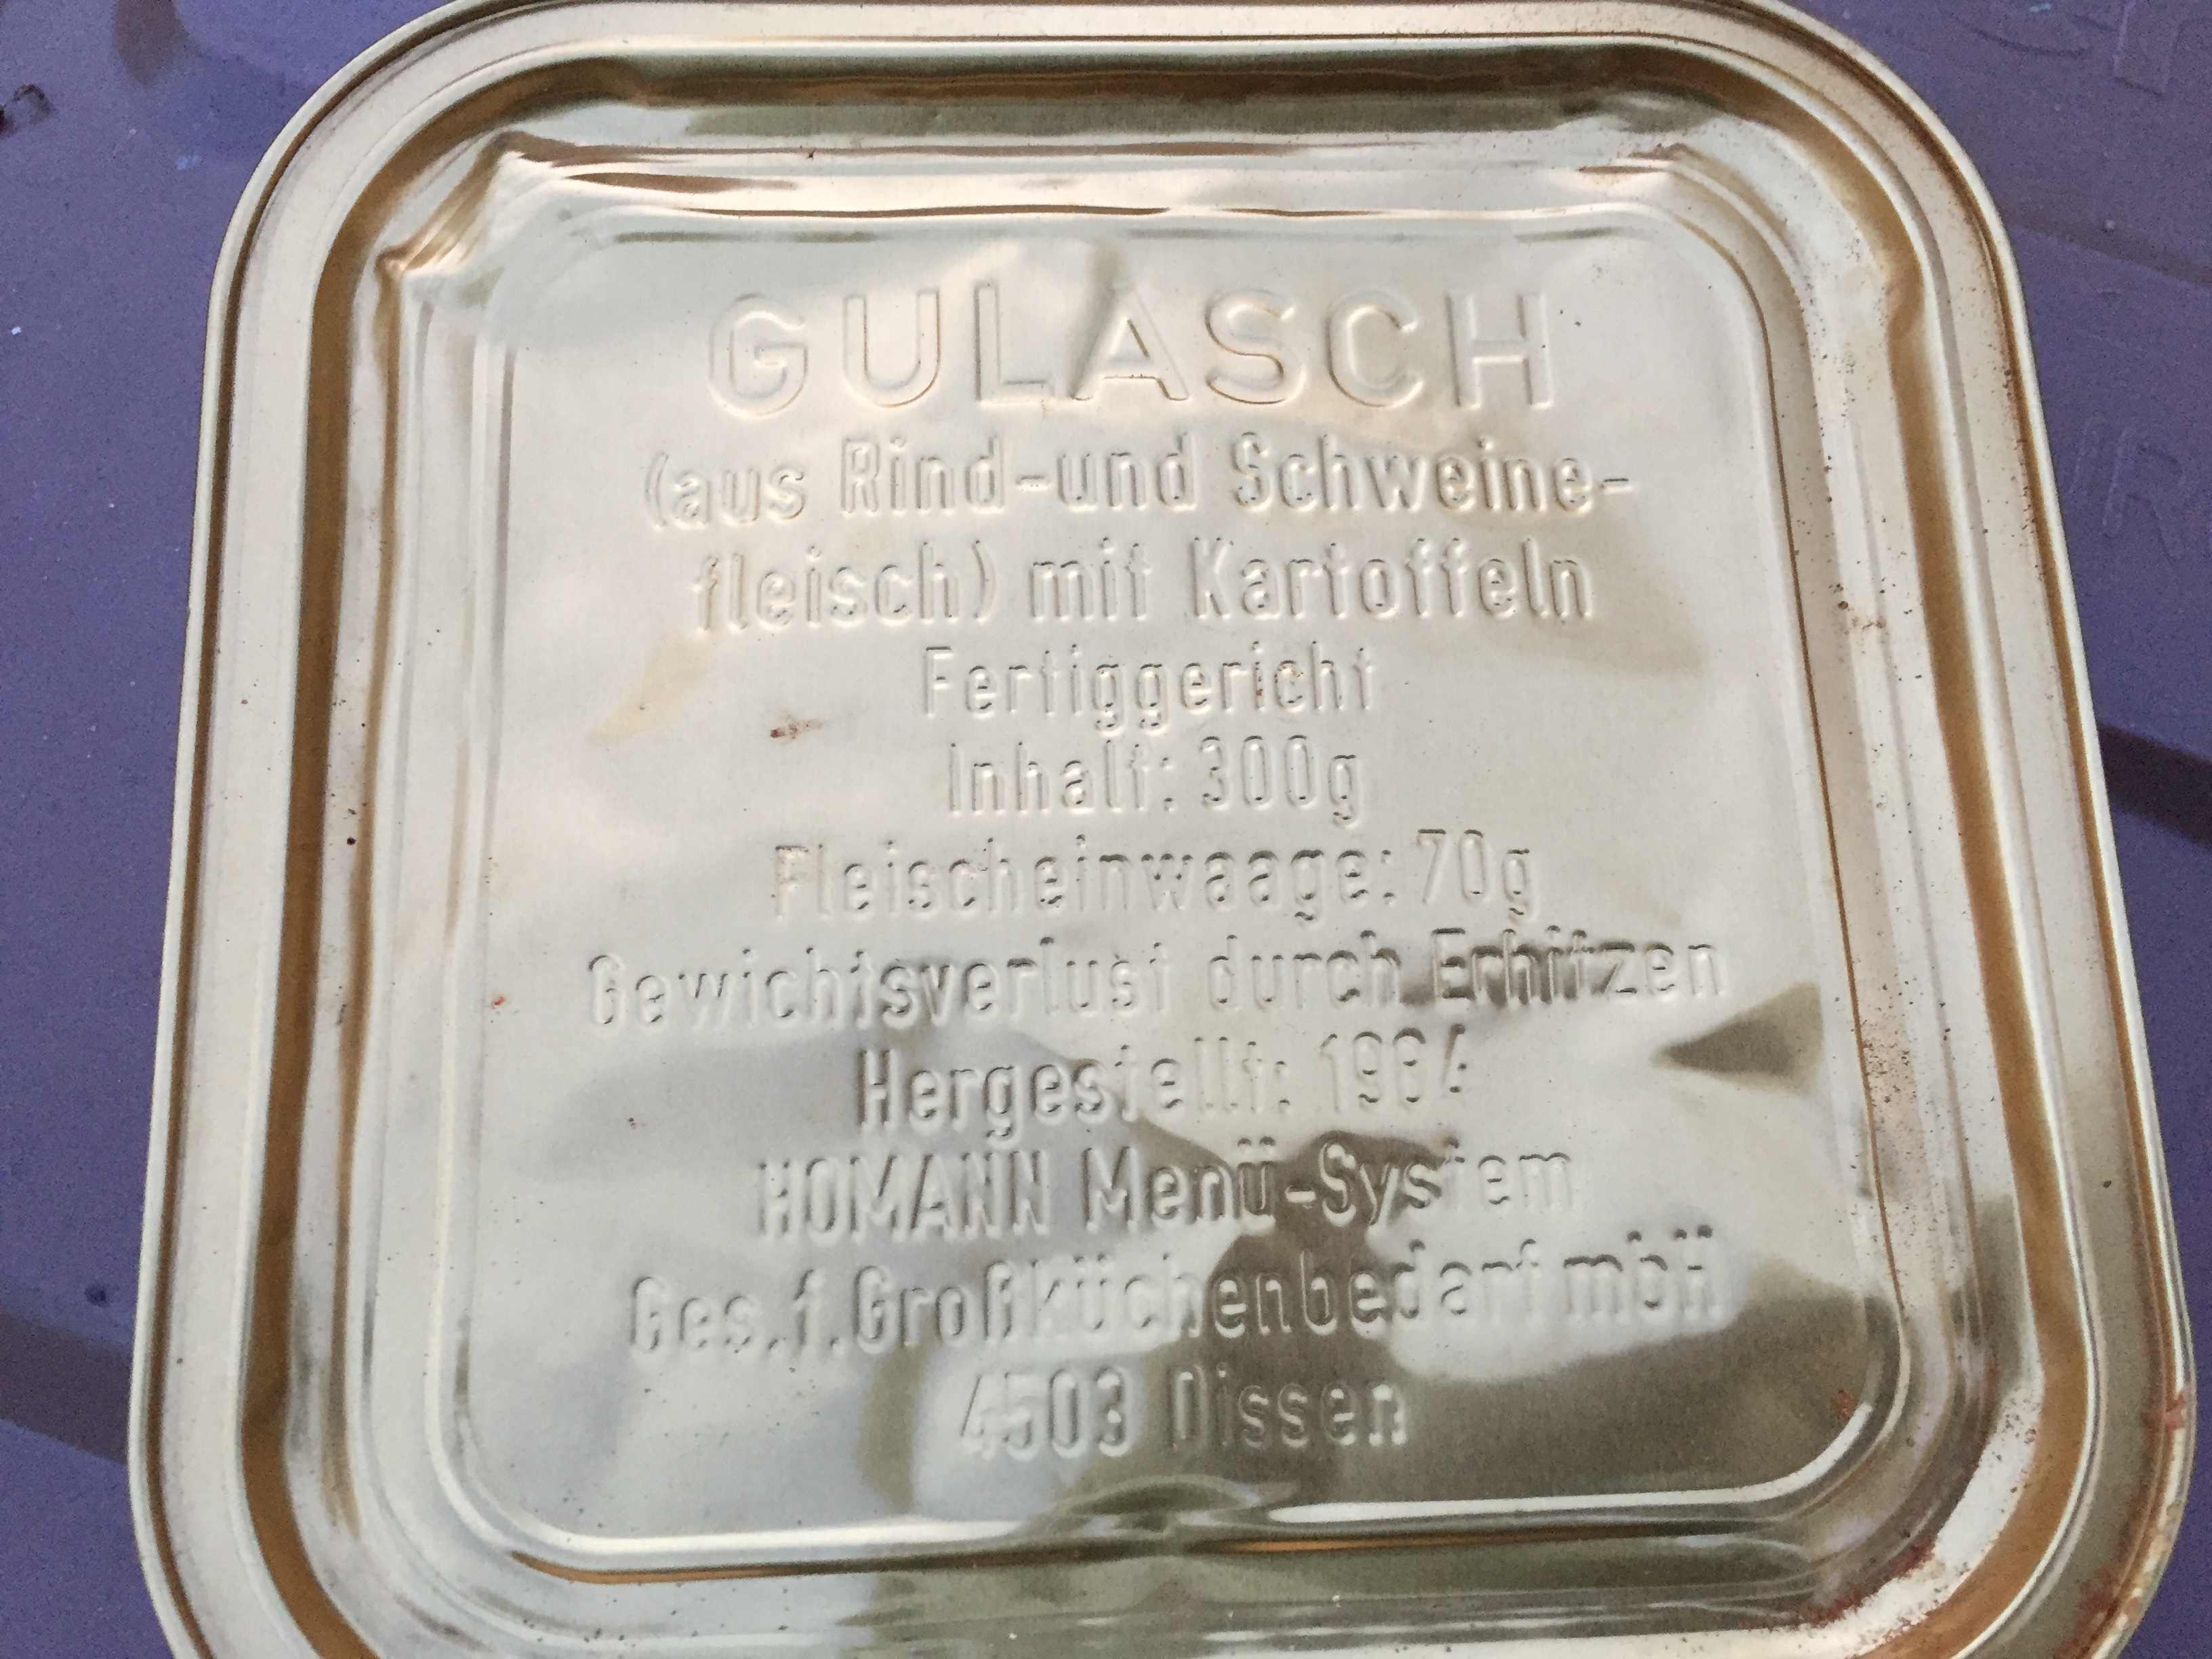 GULASCH
(aus Rind-und Schweine-
fleisch) mit Kartoffeln
Fertiggericht
Inhalt: 300g
Fleischeinwaage: 70g
Gewichtsverlust durch Erhitzen
Hergestellt: 1984
HOMANN Menü-System
Ges.f.Großküchenbedarf mbH
4503 Dissen